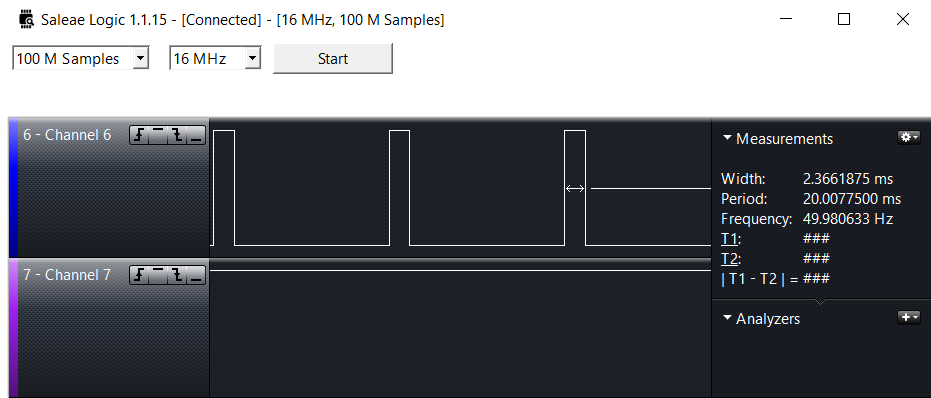 Saleae Logic 1.1.15 - [Connected] - [16 MHz, 100 M Samples]
100 M Samples 16 MHz Start
6 - Channel 6
7 - Channel 7
Measurements
Width: 2.3661875 ms
Period: 20.0077500 ms
Frequency: 49.980633 Hz
T1: ###
T2: ###
| T1 - T2 | = ###
Analyzers